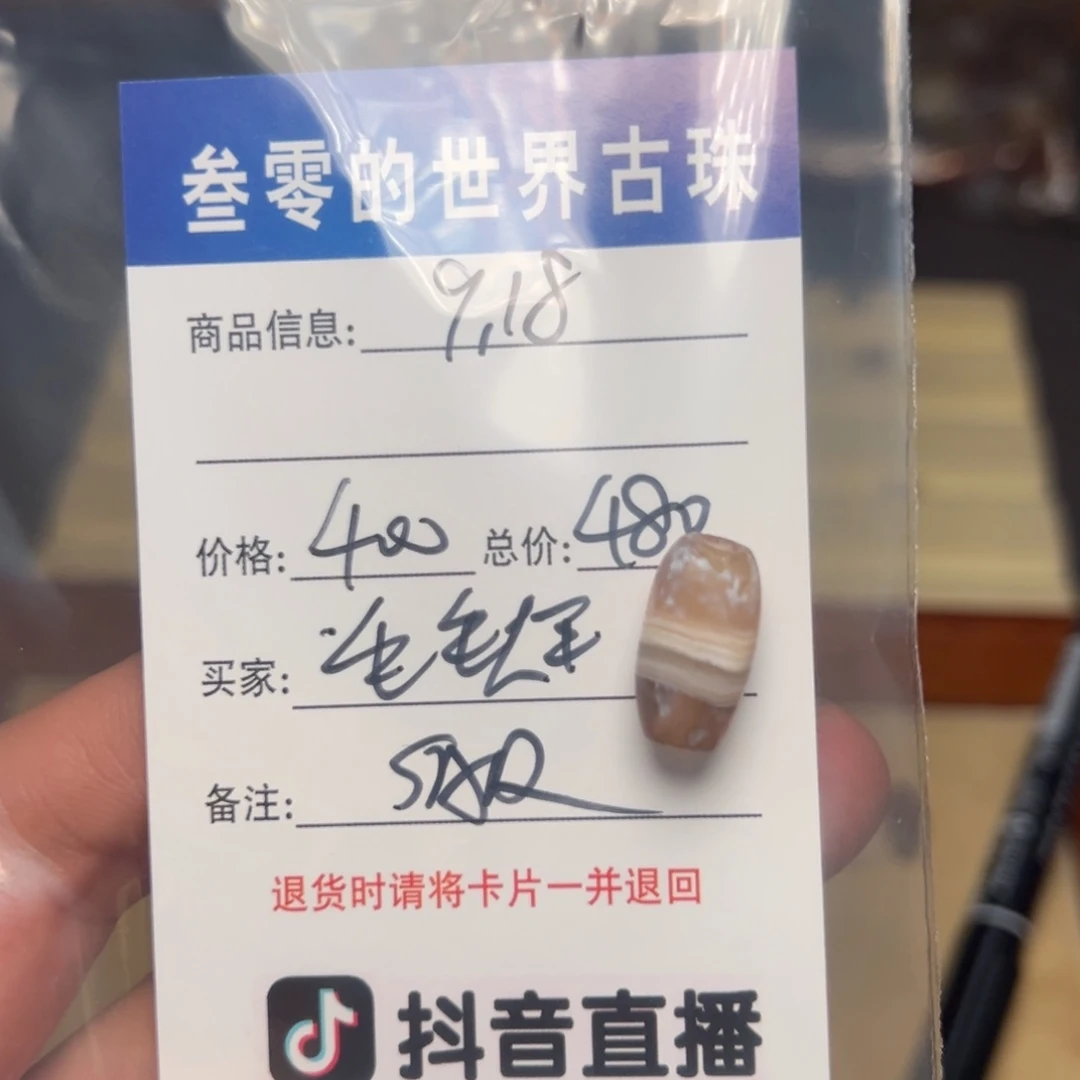 叁零的世界古珠
商品信息: 9,18
价格: 400 总价: 480
买家:
备注: STAR
退货时请将卡片一并退回
抖音直播